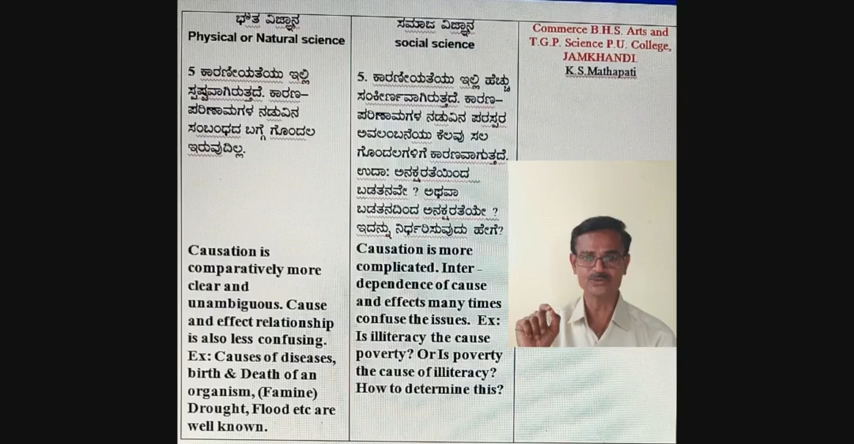 ಭೌತ ವಿಜ್ಞಾನ
Physical or Natural science
5 ಕಾರಣೀಯತೆಯು ಇಲ್ಲಿ
ಸ್ಪಷ್ಟವಾಗಿರುತ್ತದೆ. ಕಾರಣ–
ಪರಿಣಾಮಗಳ ನಡುವಿನ
ಸಂಬಂಧದ ಬಗ್ಗೆ ಗೊಂದಲ
ಇರುವುದಿಲ್ಲ.
Causation is
comparatively more
clear and
unambiguous. Cause
and effect relationship
is also less confusing.
Ex: Causes of diseases,
birth & Death of an
organism, (Famine)
Drought, Flood etc are
well known.
ಸಮಾಜ ವಿಜ್ಞಾನ
social science
5. ಕಾರಣೀಯತೆಯು ಇಲ್ಲಿ ಹೆಚ್ಚು
ಸಂಕೀರ್ಣವಾಗಿರುತ್ತದೆ. ಕಾರಣ–
ಪರಿಣಾಮಗಳ ನಡುವಿನ ಪರಸ್ಪರ
ಅವಲಂಬನೆಯು ಕೆಲವು ಸಲ
ಗೊಂದಲಗಳಿಗೆ ಕಾರಣವಾಗುತ್ತದೆ.
ಉದಾ: ಅನಕ್ಷರತೆಯಿಂದ
ಬಡತನವೇ ? ಅಥವಾ
ಬಡತನದಿಂದ ಅನಕ್ಷರತೆಯೇ ?
ಇದನ್ನು ನಿರ್ಧರಿಸುವುದು ಹೇಗೆ?
Causation is more
complicated. Inter –
dependence of cause
and effects many times
confuse the issues. Ex:
Is illiteracy the cause
poverty? Or Is poverty
the cause of illiteracy?
How to determine this?
Commerce B.H.S. Arts and
T.G.P. Science P.U. College,
JAMKHANDI.
K.S.Mathapati